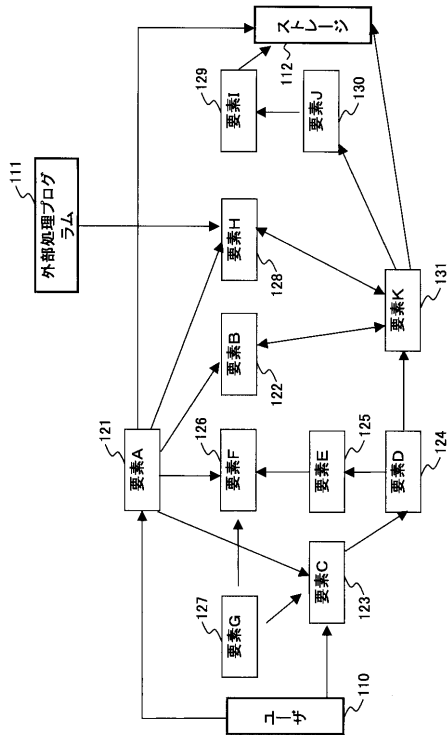 111
外部処理プログ
ラム
121
要素A
ストレージ
112
129
要素I
130
要素J
要素H
128
要素B
122
126
要素F
125
要素E
要素K
131
要素D
124
127
要素G
要素C
123
ユーザ
110